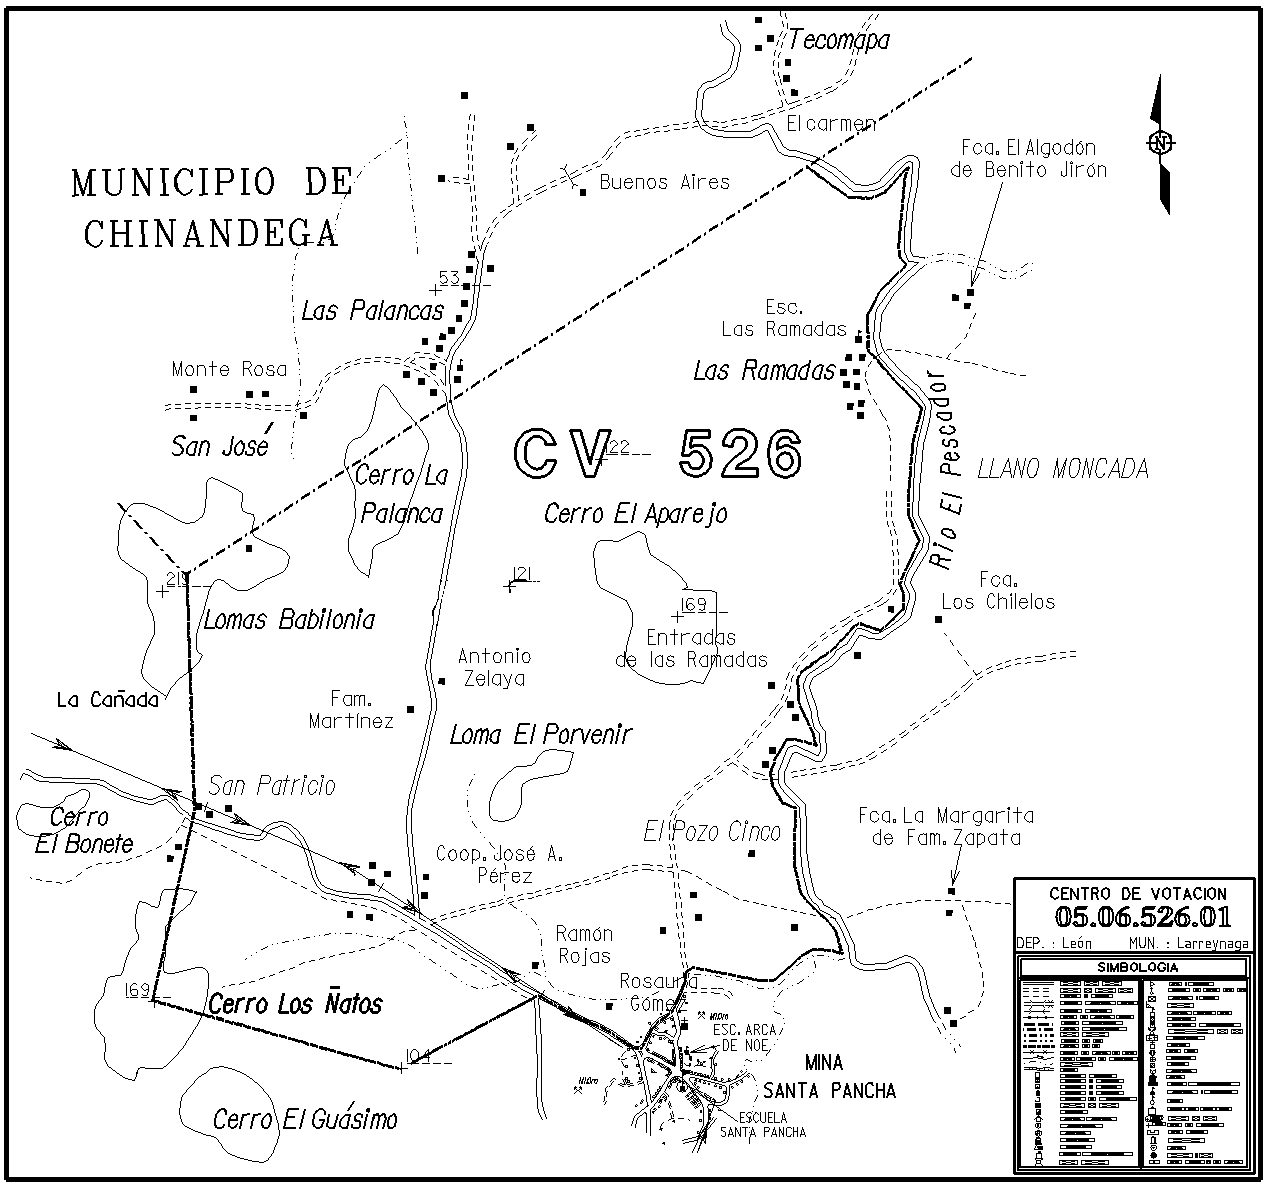 Tecomapa
El carmen
MUNICIPIO DE
CHINANDEGA
Buenos Aires
Fca. El Algodón
de Benito Jirón
N
53
Las Palancas
Esc.
Las Ramadas
Las Ramadas
Monte Rosa
San José
Rio El Pescador
CV 526
122
LLANO MONCADA
Cerro La
Palanca
Cerro El Aparejo
219
121
Fca.
Los Chilelos
Lomas Babilonia
169
Entradas
de las Ramadas
Antonio
Zelaya
La Cañada
Fam.
Martínez
Loma El Porvenir
San Patricio
Cerro
El Bonete
El Pozo Cinco
Fca. La Margarita
de Fam. Zapata
Coop. José A.
Pérez
Ramón
Rojas
Rosaura
Gómez
169
Cerro Los Ñatos
104
ESC. ARCA
DE NOE
MINA
SANTA PANCHA
Cerro El Guásimo
ESCUELA
SANTA PANCHA
CENTRO DE VOTACION
05.06.526.01
DEP. : León MUN. : Larreynaga
SIMBOLOGIA